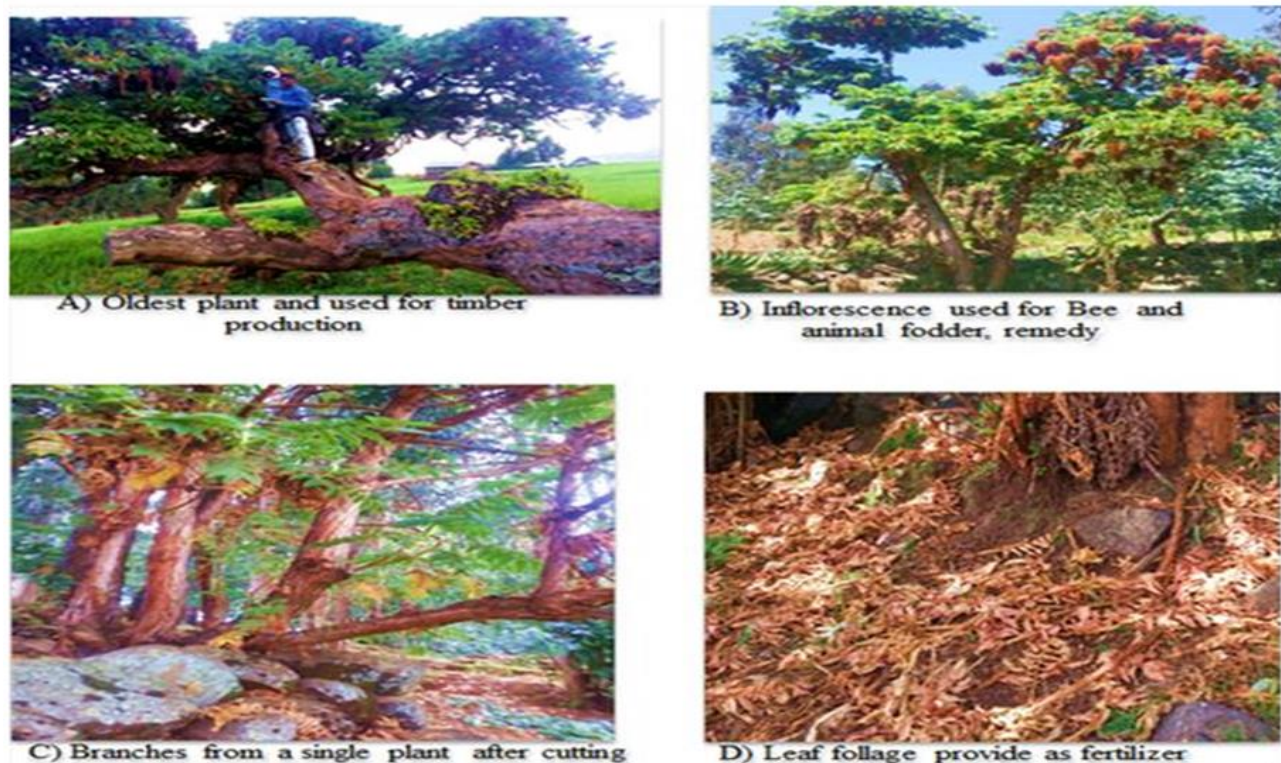 A) Oldest plant and used for timber
production
B) Inflorescence used for Bee and
animal fodder, remedy
C) Branches from a single plant after cutting
D) Leaf follage provide as fertilizer